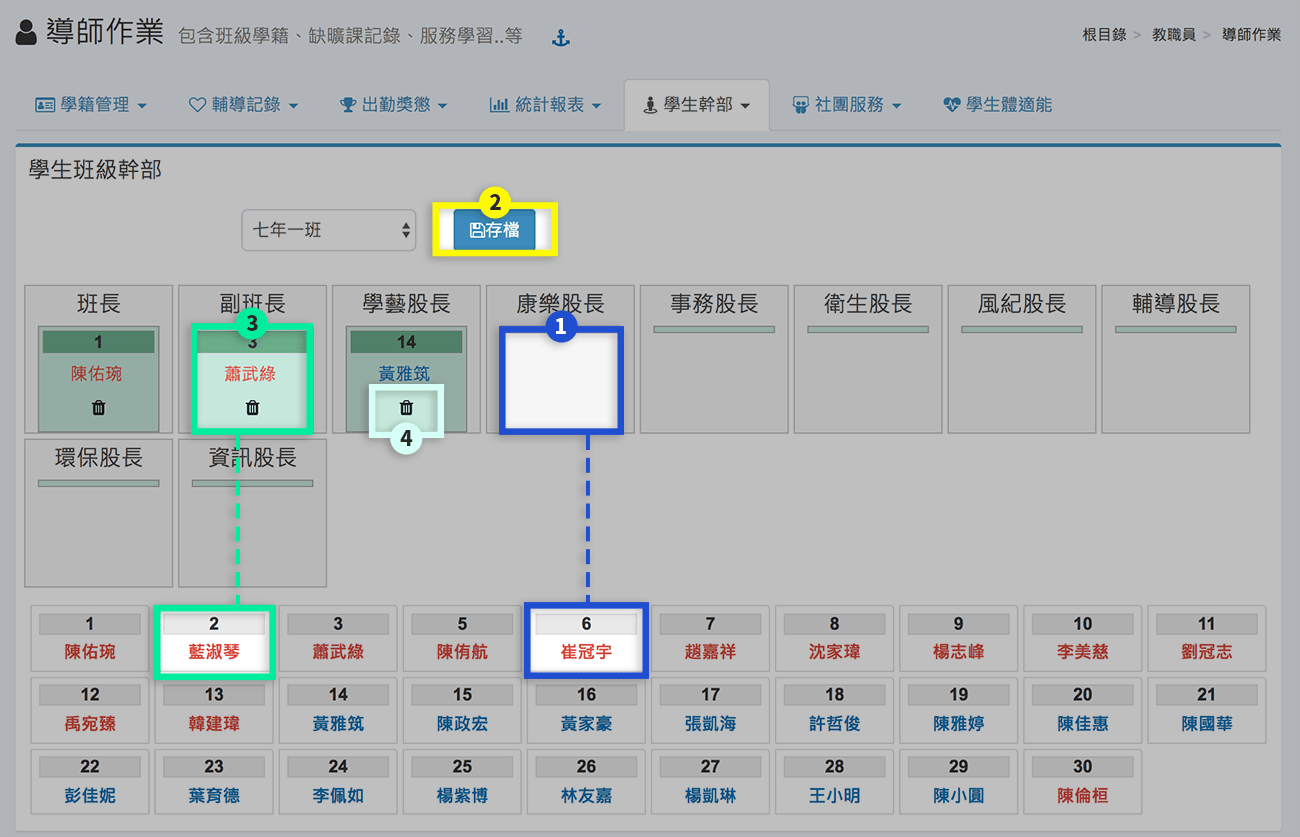 導師作業 包含班級學籍、缺曠課記錄、服務學習..等
根目錄 > 教職員 > 導師作業
學籍管理 輔導記錄 出勤獎懲 統計報表 學生幹部 社團服務 學生體適能
學生班級幹部
七年一班 2 存檔
班長 副班長 學藝股長 康樂股長 事務股長 衛生股長 風紀股長 輔導股長
3 1
1 3 14
陳佑琬 蕭武綠 黃雅筑
4
環保股長 資訊股長
1 2 3 5 6 7 8 9 10 11
陳佑琬 藍淑琴 蕭武綠 陳侑航 崔冠宇 趙嘉祥 沈家瑋 楊志峰 李美慈 劉冠志
12 13 14 15 16 17 18 19 20 21
禹宛臻 韓建瑋 黃雅筑 陳政宏 黃家豪 張凱海 許哲俊 陳雅婷 陳佳惠 陳國華
22 23 24 25 26 27 28 29 30
彭佳妮 葉育德 李佩如 楊紫博 林友嘉 楊凱琳 王小明 陳小圓 陳倫桓